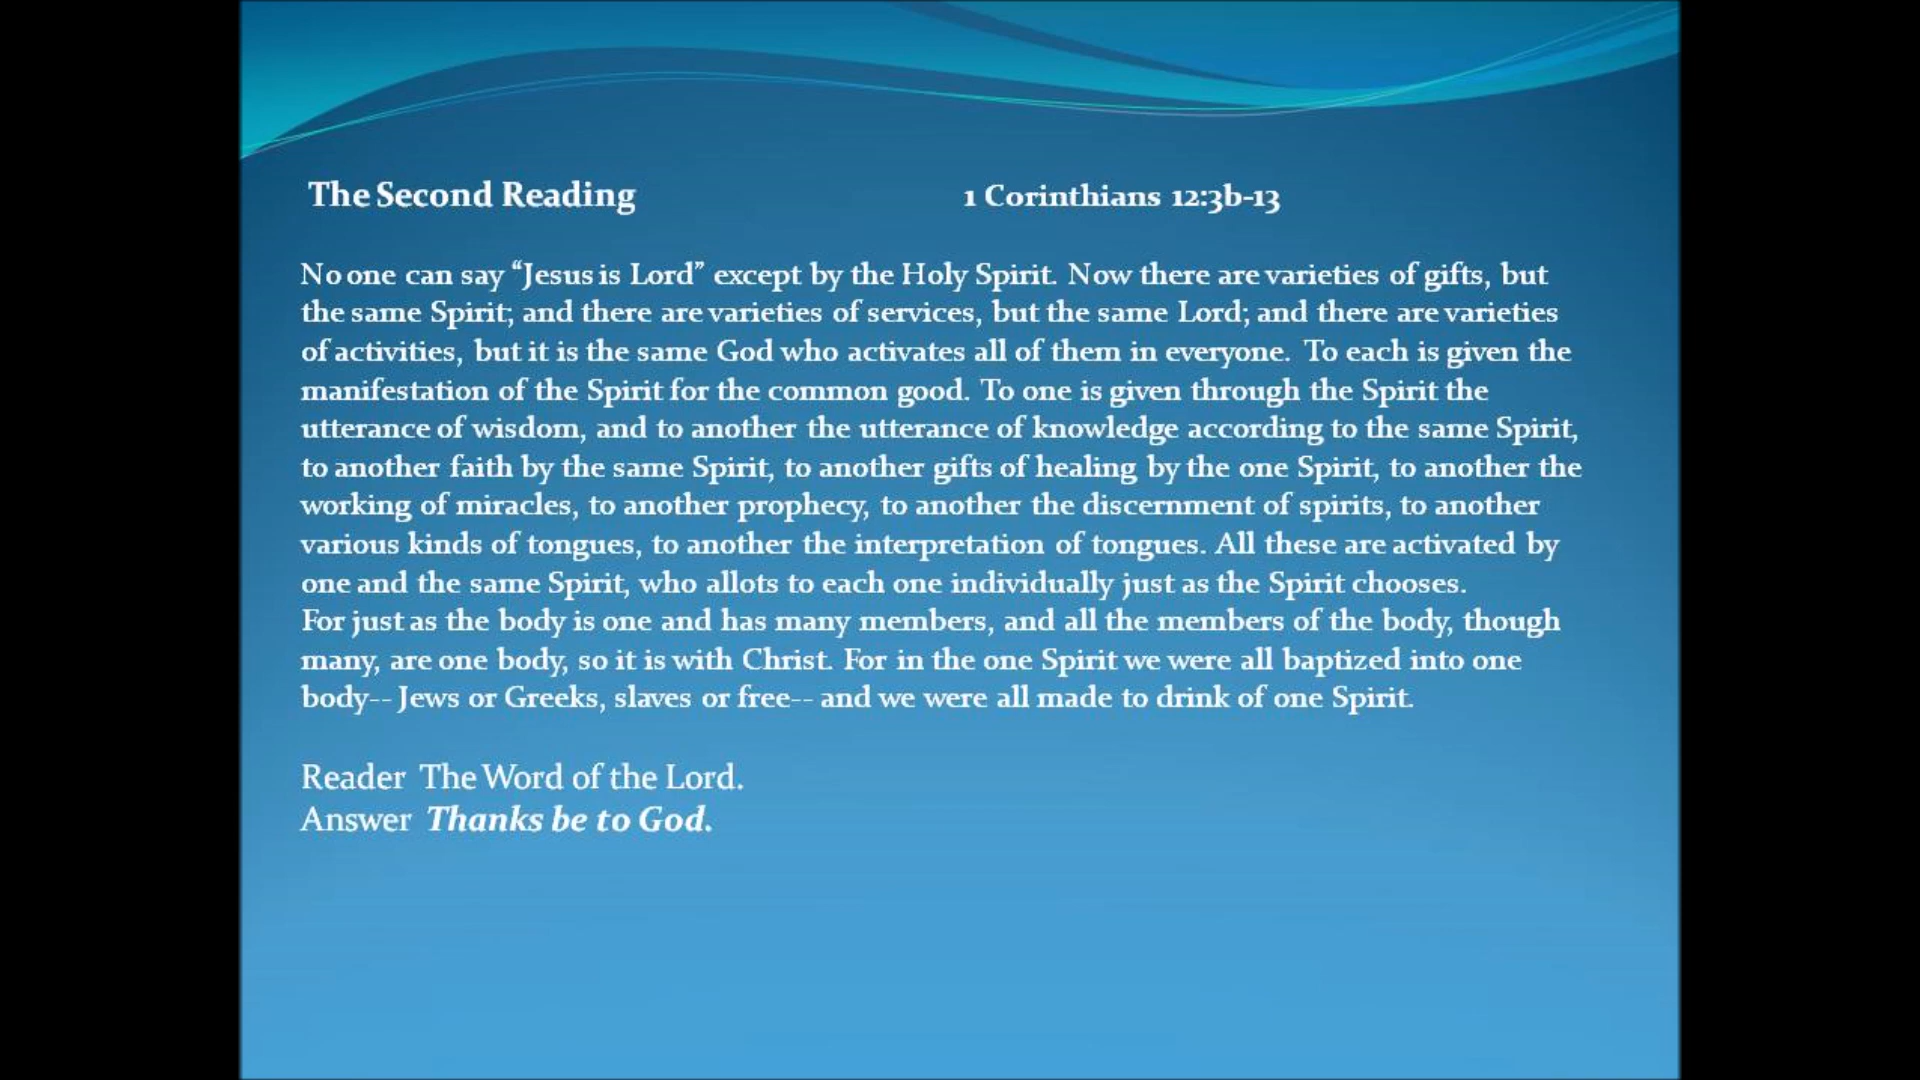 The Second Reading 1 Corinthians 12:3b-13
No one can say “Jesus is Lord” except by the Holy Spirit. Now there are varieties of gifts, but
the same Spirit; and there are varieties of services, but the same Lord; and there are varieties
of activities, but it is the same God who activates all of them in everyone. To each is given the
manifestation of the Spirit for the common good. To one is given through the Spirit the
utterance of wisdom, and to another the utterance of knowledge according to the same Spirit,
to another faith by the same Spirit, to another gifts of healing by the one Spirit, to another the
working of miracles, to another prophecy, to another the discernment of spirits, to another
various kinds of tongues, to another the interpretation of tongues. All these are activated by
one and the same Spirit, who allots to each one individually just as the Spirit chooses.
For just as the body is one and has many members, and all the members of the body, though
many, are one body, so it is with Christ. For in the one Spirit we were all baptized into one
body-- Jews or Greeks, slaves or free-- and we were all made to drink of one Spirit.
Reader The Word of the Lord.
Answer Thanks be to God.